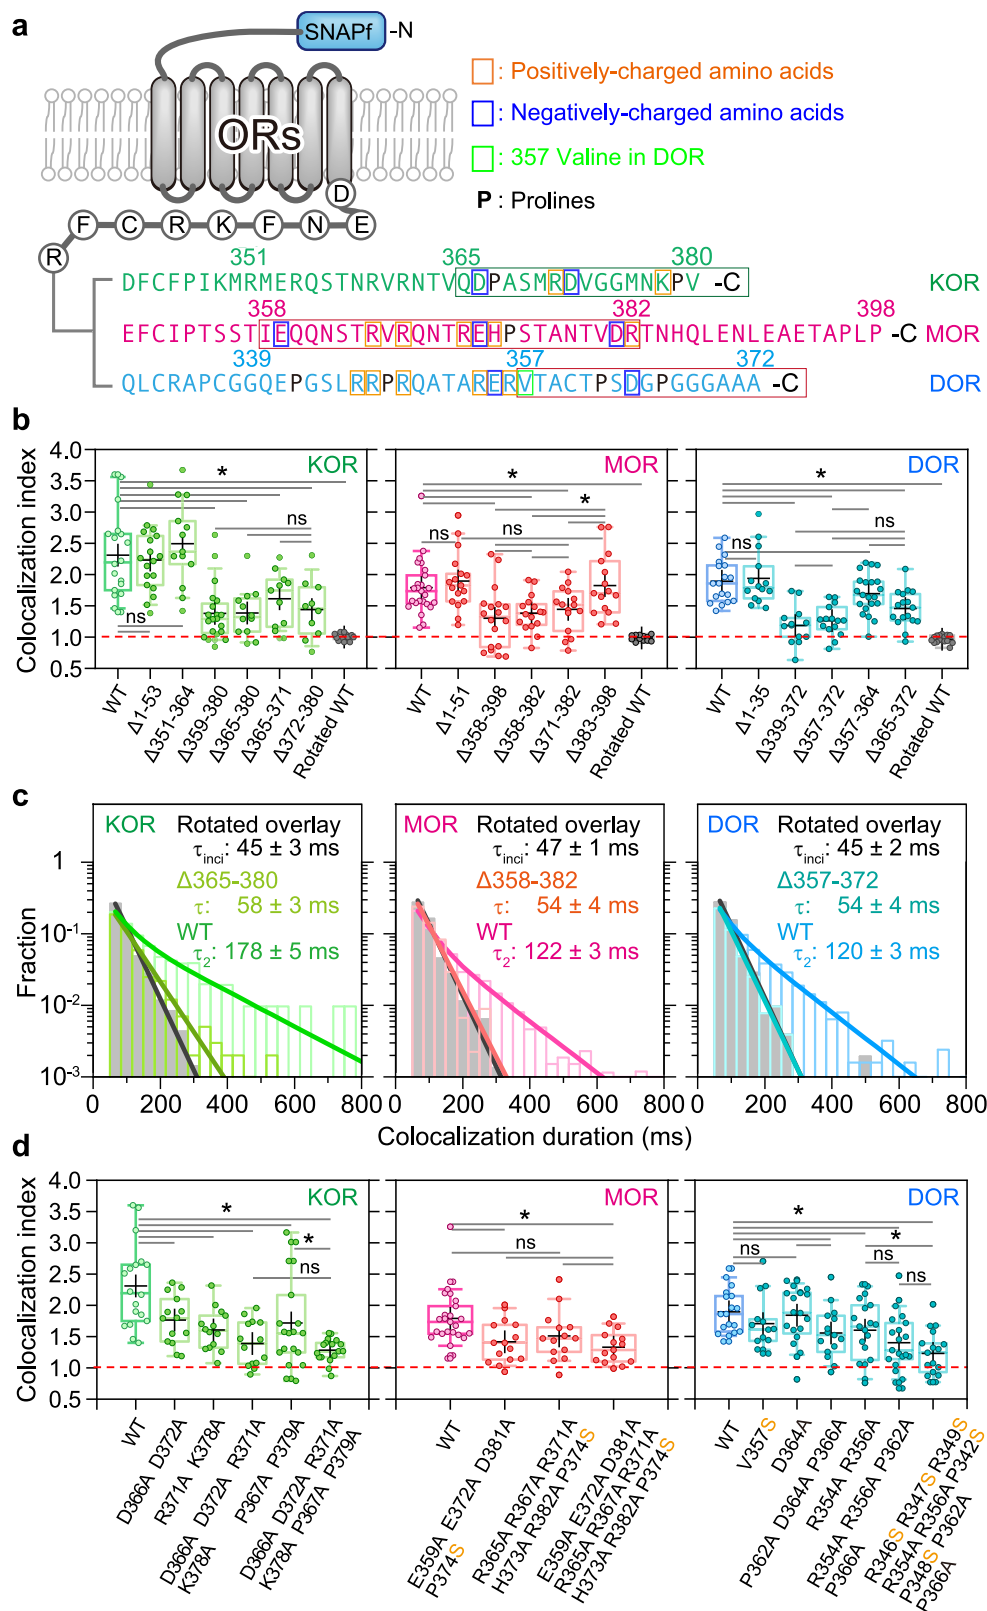 a
SNAPf -N
ORs
: Positively-charged amino acids
: Negatively-charged amino acids
: 357 Valine in DOR
P : Prolines
D
R F C R K F N E
351 365 380
DFCFPIKMRMERQSTNRVRNTVQDPASMRDVGGMNKPV -C KOR
358 382 398
EFCIPTSSTIEQQNSTRVRQNTREHPSTANTVDRTNHQLENLEAETAPLP -C MOR
339 357 372
QLCRAPCGGQEPGSLRRPRQATARERVTACTPSDGPGGGAAA -C DOR
b
Colocalization index
4.0
3.5
3.0
2.5
2.0
1.5
1.0
0.5
KOR
*
ns
ns
WT
Δ1-53
Δ351-364
Δ359-380
Δ365-380
Δ365-371
Δ372-380
Rotated WT
MOR
*
*
ns
ns
WT
Δ1-51
Δ358-398
Δ358-382
Δ371-382
Δ383-398
Rotated WT
DOR
*
ns
ns
WT
Δ1-35
Δ339-372
Δ357-372
Δ357-364
Δ365-372
Rotated WT
c
Fraction
1
10-1
10-2
10-3
KOR Rotated overlay
τinci: 45 ± 3 ms
Δ365-380
τ: 58 ± 3 ms
WT
τ2: 178 ± 5 ms
MOR Rotated overlay
τinci: 47 ± 1 ms
Δ358-382
τ: 54 ± 4 ms
WT
τ2: 122 ± 3 ms
DOR Rotated overlay
τinci: 45 ± 2 ms
Δ357-372
τ: 54 ± 4 ms
WT
τ2: 120 ± 3 ms
0 200 400 600 800
0 200 400 600 800
0 200 400 600 800
Colocalization duration (ms)
d
Colocalization index
4.0
3.5
3.0
2.5
2.0
1.5
1.0
0.5
KOR
*
*
ns
WT
D366A D372A
R371A K378A
D366A D372A R371A
K378A
P367A P379A
D366A D372A R371A
K378A P367A P379A
MOR
*
ns
WT
E359A E372A D381A
P374S
R365A R367A R371A
H373A R382A P374S
E359A E372A D381A
R365A R367A R371A
H373A R382A P374S
DOR
*
*
ns
ns
ns
WT
V357S
D364A
P362A D364A P366A
R354A R356A
R354A R356A P362A
P366A
R346S R347S R349S
R354A R356A P342S
P348S P362A
P366A